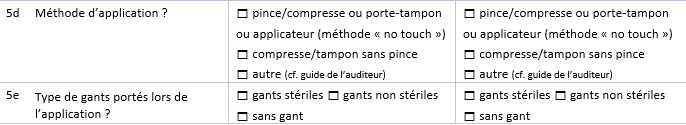 5d Méthode d’application ? ☐ pince/compresse ou porte-tampon ☐ pince/compresse ou porte-tampon
ou applicateur (méthode « no touch ») ou applicateur (méthode « no touch »)
☐ compresse/tampon sans pince ☐ compresse/tampon sans pince
☐ autre (cf. guide de l’auditeur) ☐ autre (cf. guide de l’auditeur)
5e Type de gants portés lors de ☐ gants stériles ☐ gants non stériles ☐ gants stériles ☐ gants non stériles
l’application ? ☐ sans gant ☐ sans gant